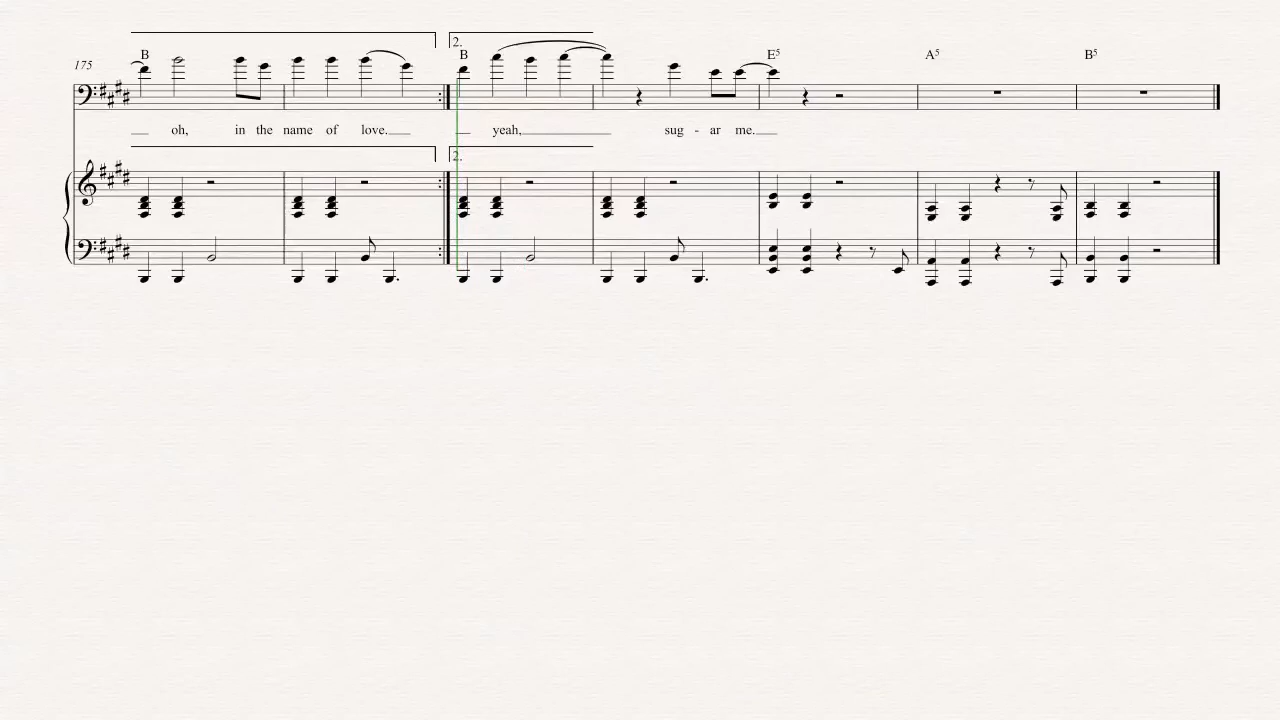 2.
B B E5 A5 B5
175
oh, in the name of love. yeah, sug - ar me.
2.